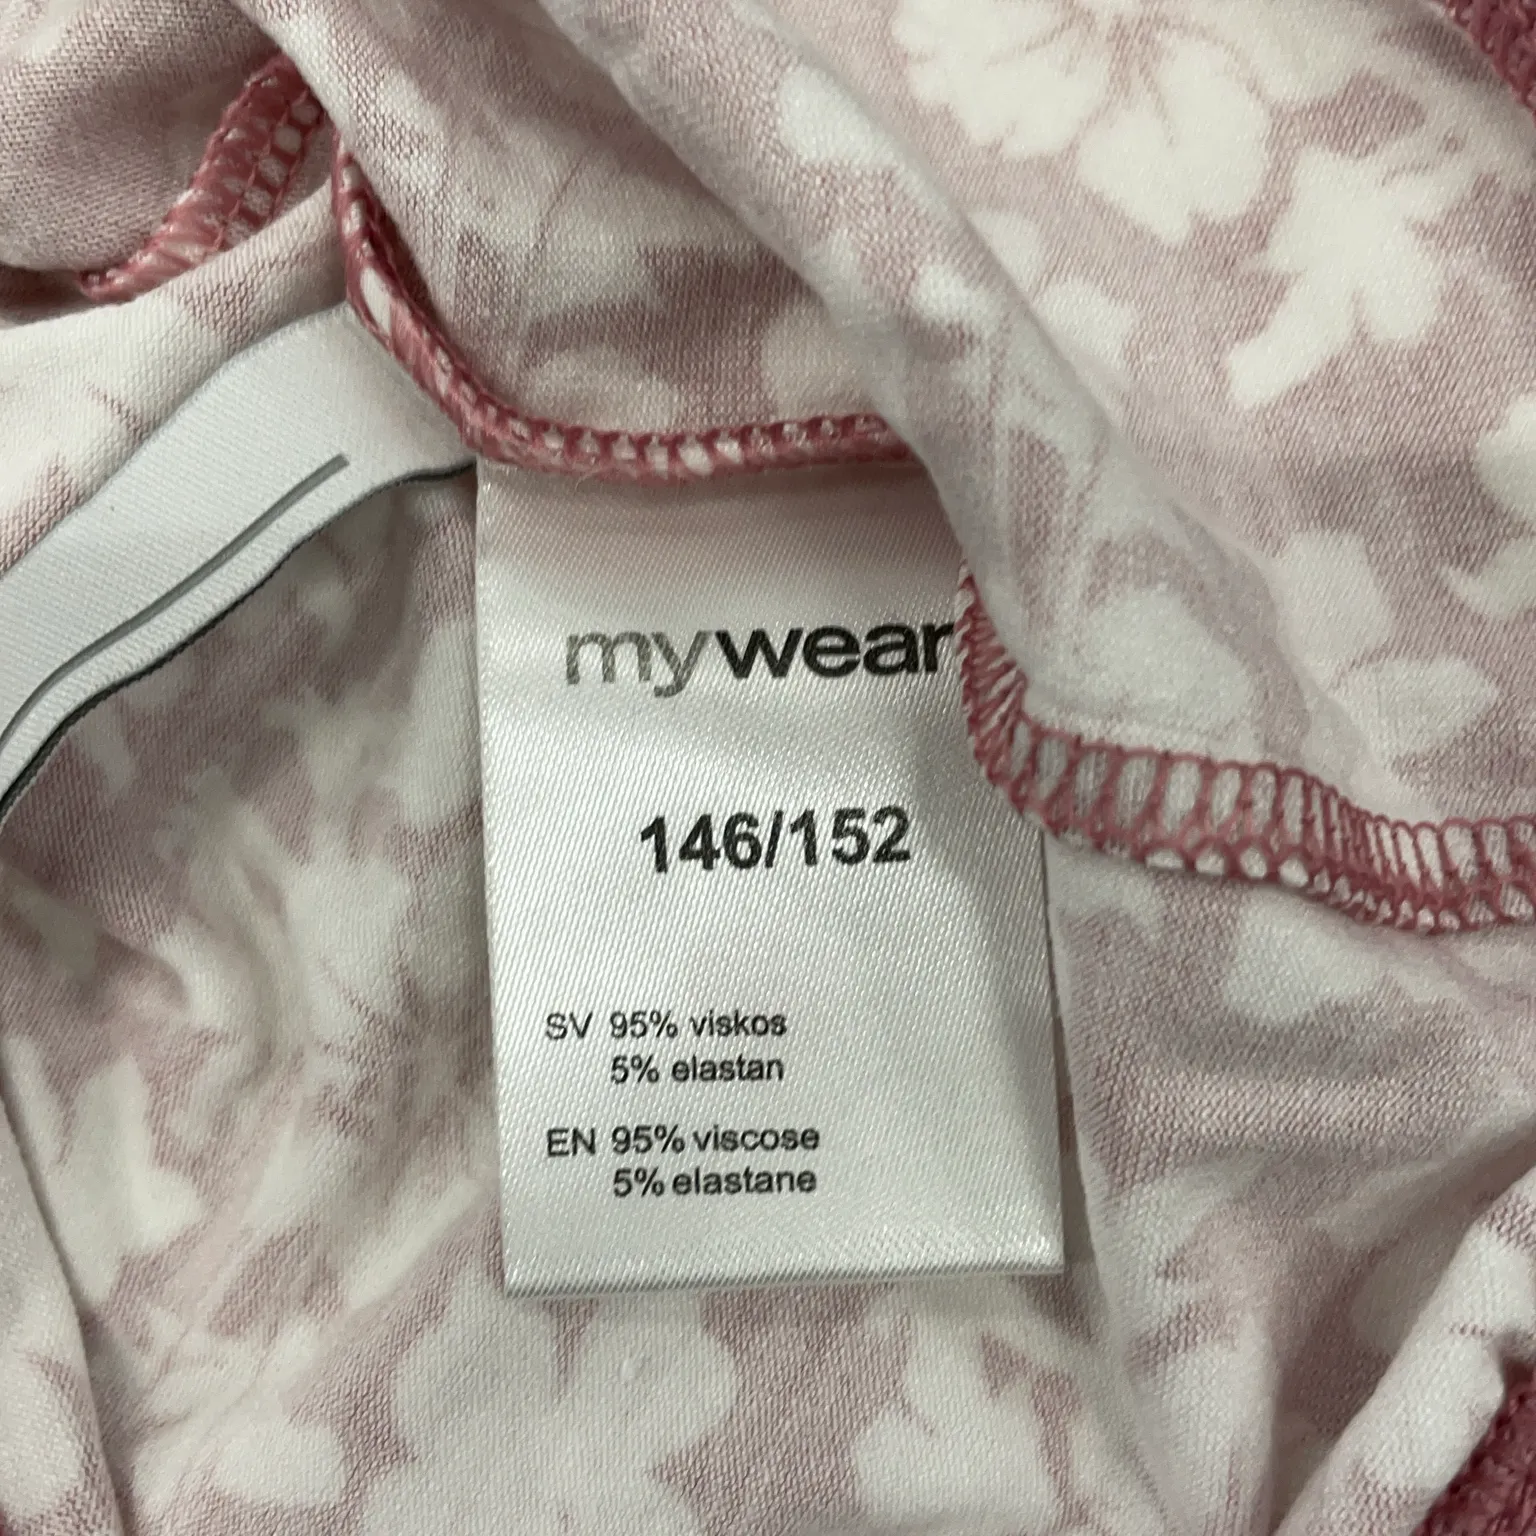 mywear
146/152
SV 95% viskos
5% elastan
EN 95% viscose
5% elastane